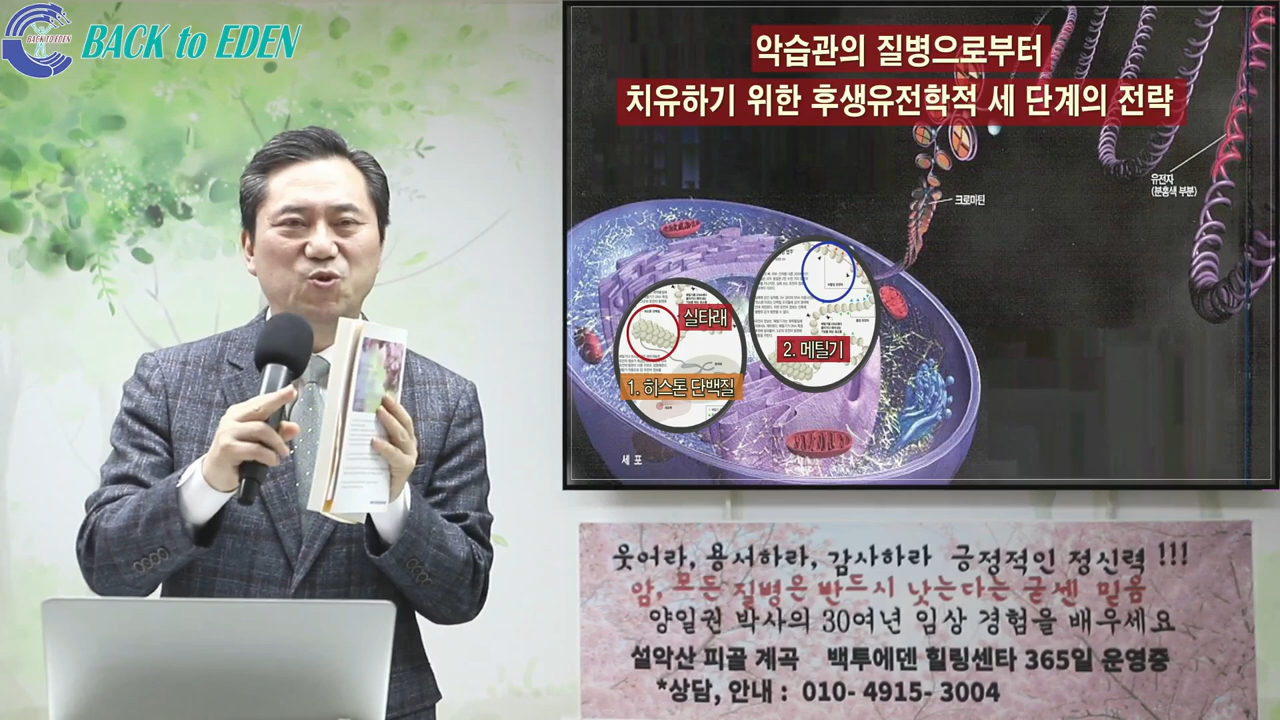 BACK TO EDEN
BACK to EDEN
악습관의 질병으로부터
치유하기 위한 후생유전학적 세 단계의 전략
유전자
(분홍색 부분)
크로마틴
실타래
1. 히스톤 단백질
2. 메틸기
세포
웃어라, 용서하라, 감사하라 긍정적인 정신력 !!!
암, 모든 질병은 반드시 낫는다는 굳센 믿음
양일권 박사의 30여년 임상 경험을 배우세요
설악산 피골 계곡 백투에덴 힐링센타 365일 운영중
*상담, 안내 : 010- 4915- 3004